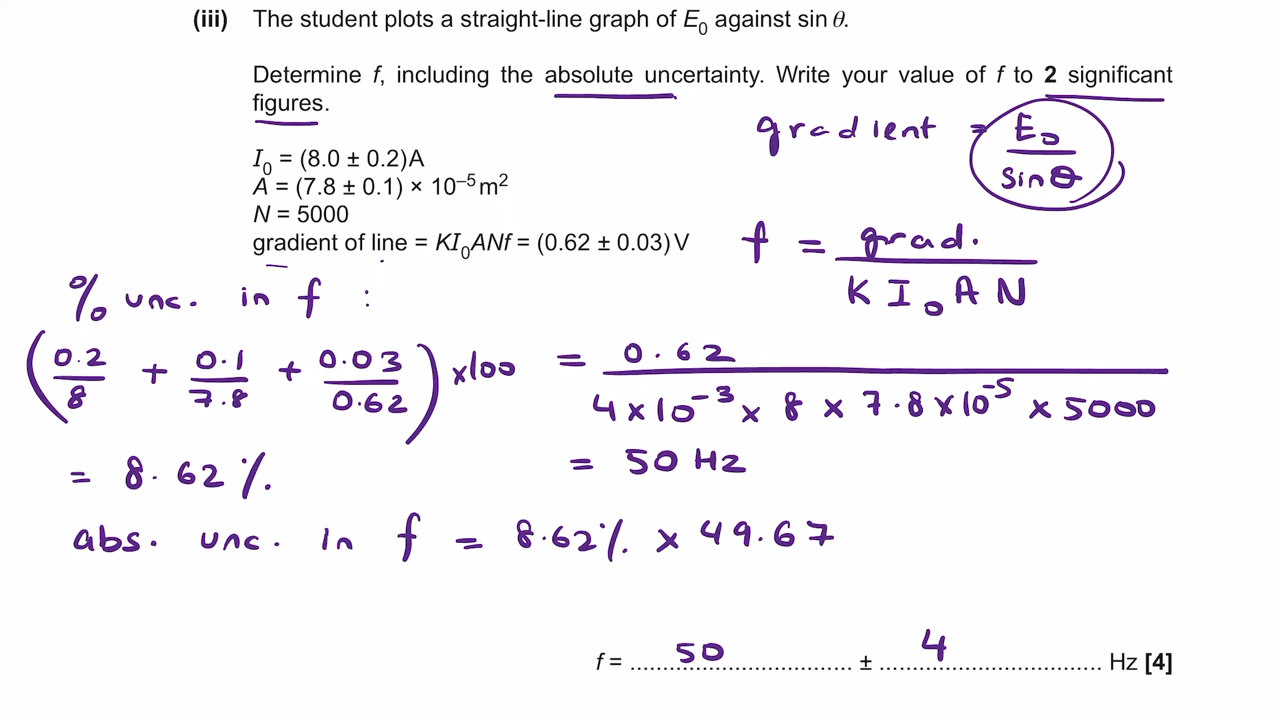 (iii) The student plots a straight-line graph of E₀ against sin θ.
Determine f, including the absolute uncertainty. Write your value of f to 2 significant
figures.
gradient = E₀ / sinθ
I₀ = (8.0 ± 0.2) A
A = (7.8 ± 0.1) × 10⁻⁵ m²
N = 5000
gradient of line = KI₀ANf = (0.62 ± 0.03) V
f = grad. / K I₀ A N
% unc. in f :
(0.2/8 + 0.1/7.8 + 0.03/0.62) × 100
= 0.62 / 4 × 10⁻³ × 8 × 7.8 × 10⁻⁵ × 5000
= 8.62 %
= 50 Hz
abs. unc. in f = 8.62% × 49.67
f = 50 ± 4 Hz [4]